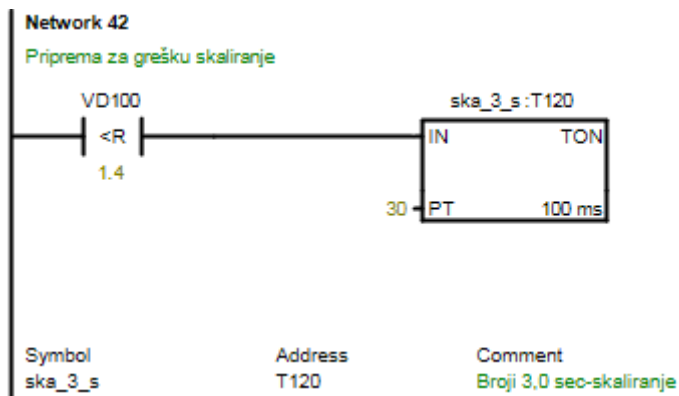 Network 42
Priprema za grešku skaliranje
VD100
<R
1.4
ska_3_s:T120
IN TON
30 PT 100 ms
Symbol Address Comment
ska_3_s T120 Broji 3,0 sec-skaliranje